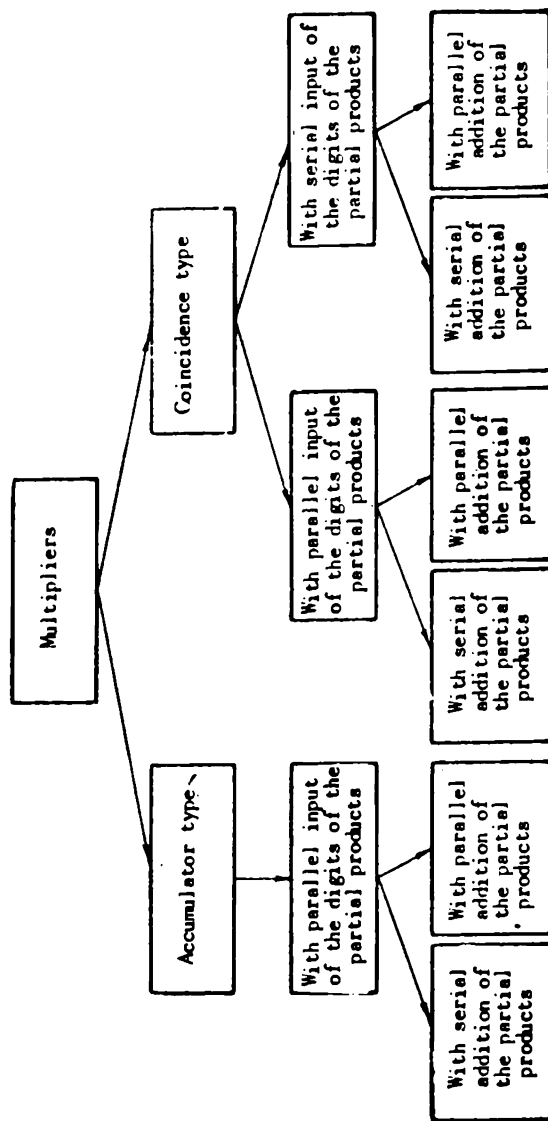 Multipliers
Accumulator type
Coincidence type
With parallel input
of the digits of the
partial products
With parallel input
of the digits of the
partial products
With serial input of
the digits of the
partial products
With serial
addition of
the partial
products
With parallel
addition of
the partial
products
With serial
addition of
the partial
products
With parallel
addition of
the partial
products
With serial
addition of
the partial
products
With parallel
addition of
the partial
products